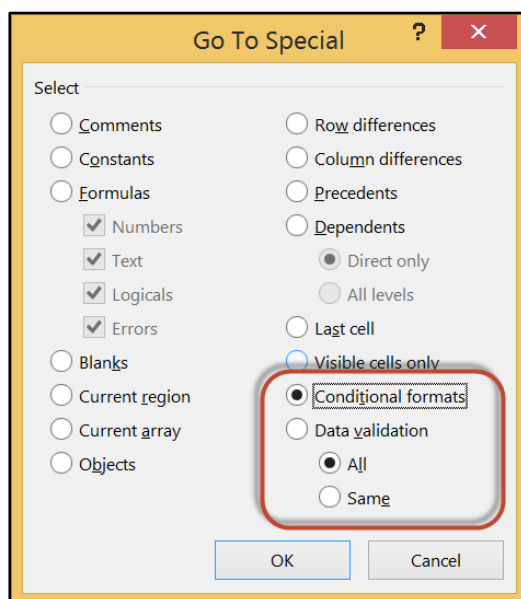 Go To Special
?
Select
Comments
Constants
Formulas
Numbers
Text
Logicals
Errors
Blanks
Current region
Current array
Objects
Row differences
Column differences
Precedents
Dependents
Direct only
All levels
Last cell
Visible cells only
Conditional formats
Data validation
All
Same
OK
Cancel